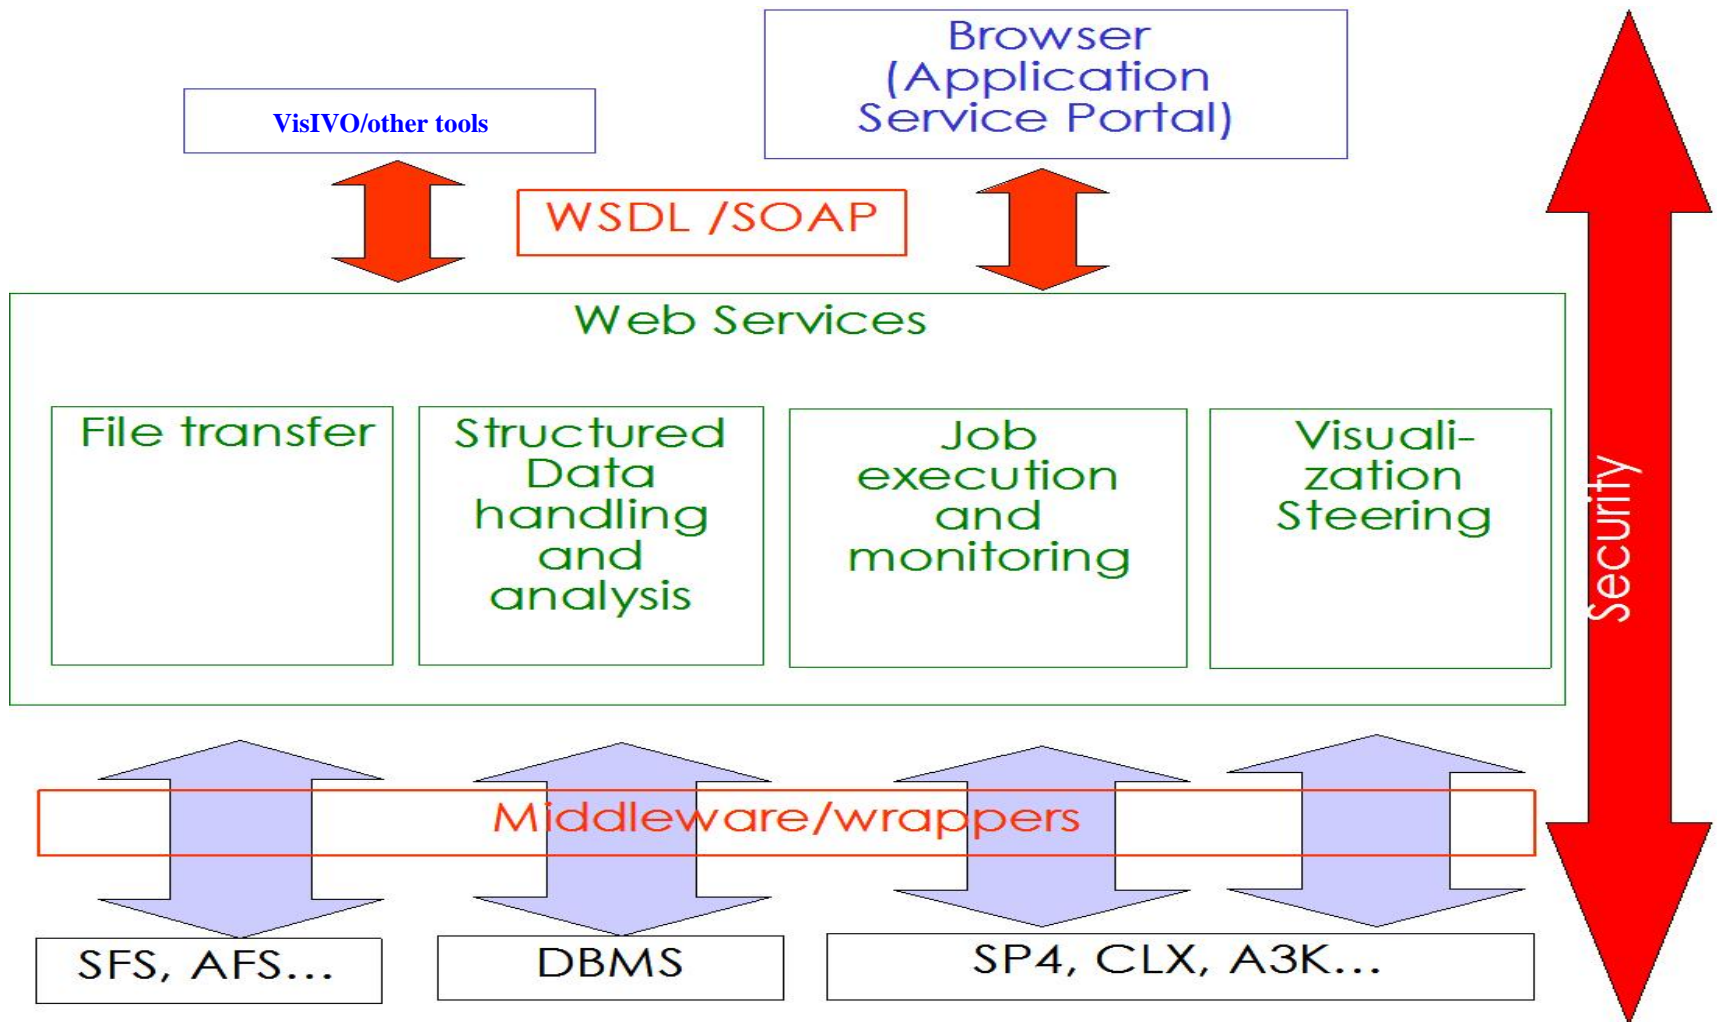 Browser
(Application
Service Portal)
VisIVO/other tools
WSDL /SOAP
Web Services
File transfer
Structured
Data
handling
and
analysis
Job
execution
and
monitoring
Visuali-
zation
Steering
Security
Middleware/wrappers
SFS, AFS...
DBMS
SP4, CLX, A3K...